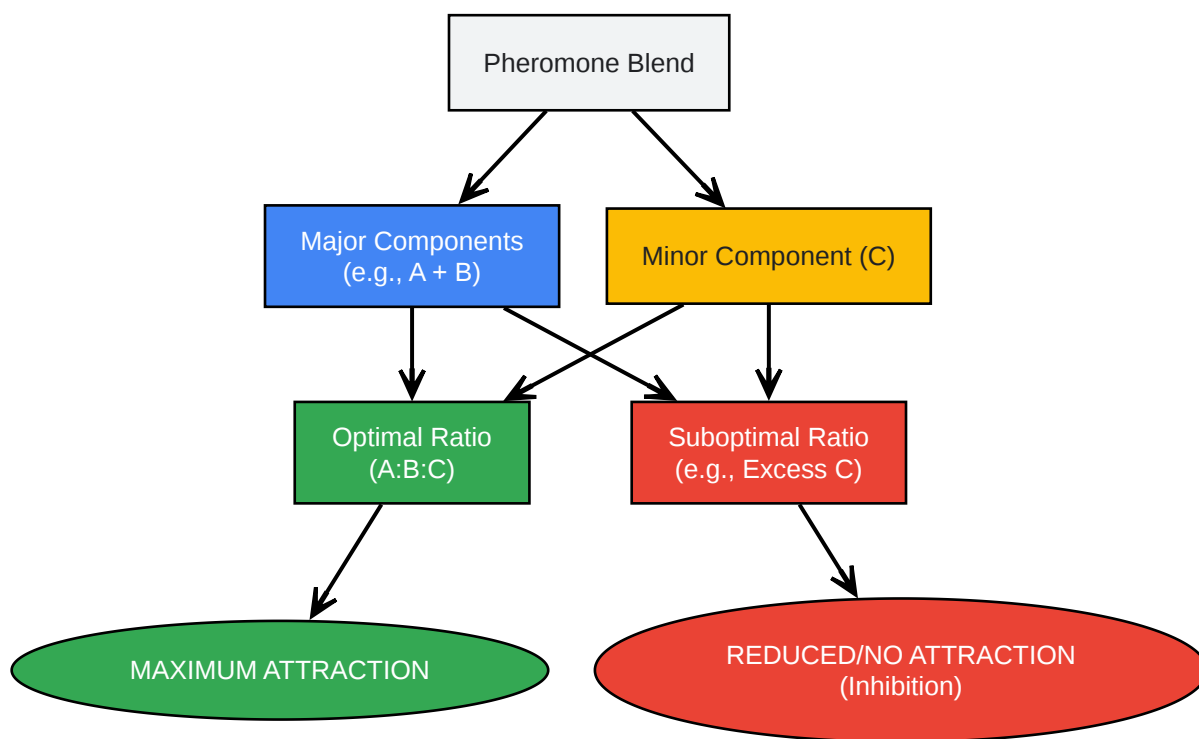 Pheromone Blend
Major Components
(e.g., A + B)
Minor Component (C)
Optimal Ratio
(A:B:C)
Suboptimal Ratio
(e.g., Excess C)
MAXIMUM ATTRACTION
REDUCED/NO ATTRACTION
(Inhibition)